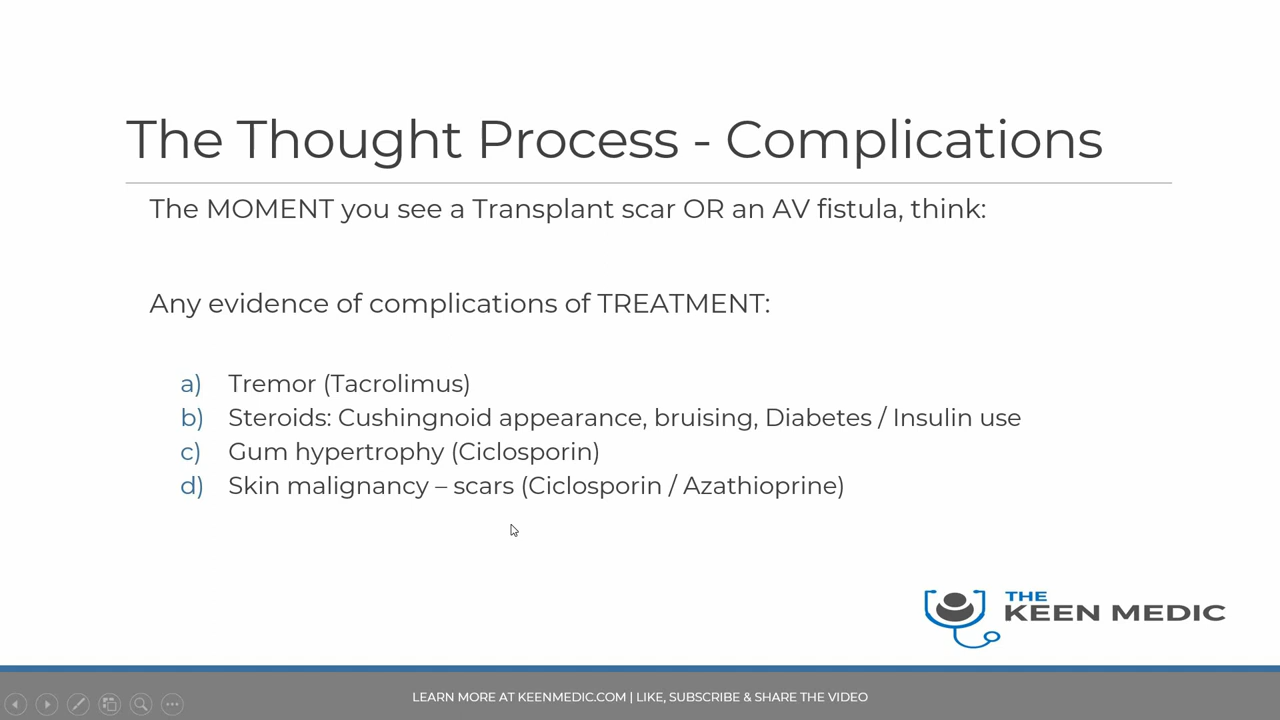 The Thought Process - Complications
The MOMENT you see a Transplant scar OR an AV fistula, think:
Any evidence of complications of TREATMENT:
a) Tremor (Tacrolimus)
b) Steroids: Cushingnoid appearance, bruising, Diabetes / Insulin use
c) Gum hypertrophy (Ciclosporin)
d) Skin malignancy – scars (Ciclosporin / Azathioprine)
THE
KEEN MEDIC
LEARN MORE AT KEENMEDIC.COM | LIKE, SUBSCRIBE & SHARE THE VIDEO